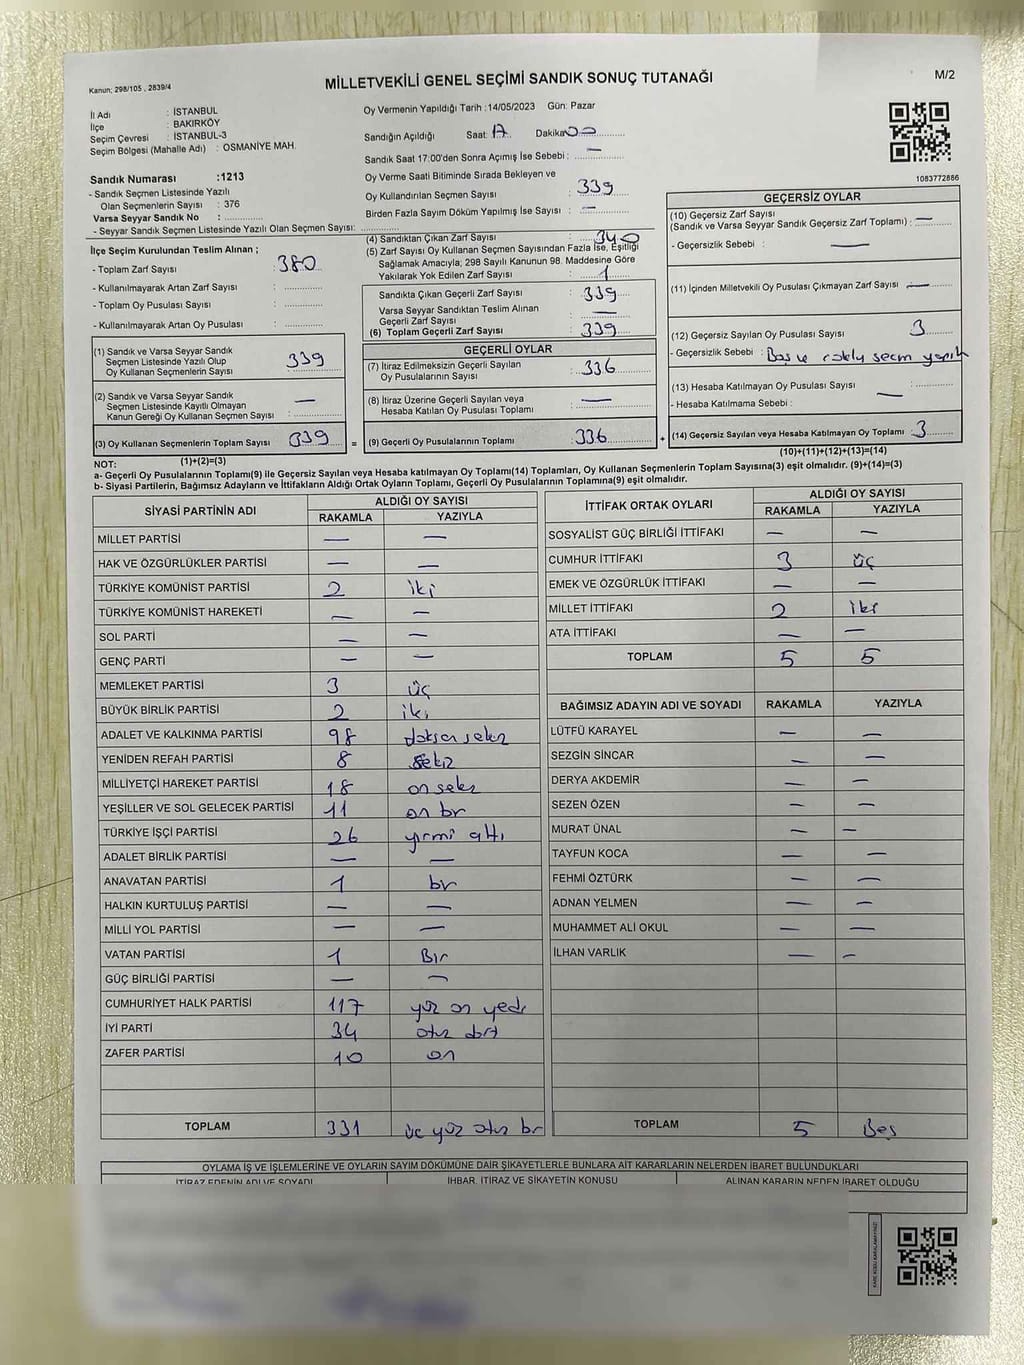 Kanun; 298/105 , 2839/4
MİLLETVEKİLİ GENEL SEÇİMİ SANDIK SONUÇ TUTANAĞI
M/2
İl Adı : İSTANBUL
İlçe : BAKIRKÖY
Seçim Çevresi : İSTANBUL-3
Seçim Bölgesi (Mahalle Adı) : OSMANİYE MAH.
Sandık Numarası :1213
- Sandık Seçmen Listesinde Yazılı
Olan Seçmenlerin Sayısı : 376
Varsa Seyyar Sandık No :
- Seyyar Sandık Seçmen Listesinde Yazılı Olan Seçmen Sayısı:
Oy Vermenin Yapıldığı Tarih :14/05/2023 Gün: Pazar
Sandığın Açıldığı Saat: 17 Dakika 00
Sandık Saat 17:00'den Sonra Açımış İse Sebebi : —
Oy Verme Saati Bitiminde Sırada Bekleyen ve
Oy Kullandırılan Seçmen Sayısı : 339
Birden Fazla Sayım Döküm Yapılmış İse Sayısı : —
1083772886
İlçe Seçim Kurulundan Teslim Alınan ;
- Toplam Zarf Sayısı : 380
- Kullanılmayarak Artan Zarf Sayısı :
- Toplam Oy Pusulası Sayısı :
- Kullanılmayarak Artan Oy Pusulası :
(4) Sandıktan Çıkan Zarf Sayısı : 340
(5) Zarf Sayısı Oy Kullanan Seçmen Sayısından Fazla İse, Eşitliği
Sağlamak Amacıyla; 298 Sayılı Kanunun 98. Maddesine Göre
Yakılarak Yok Edilen Zarf Sayısı : 1
Sandıkta Çıkan Geçerli Zarf Sayısı : 339
Varsa Seyyar Sandıktan Teslim Alınan
Geçerli Zarf Sayısı : —
(6) Toplam Geçerli Zarf Sayısı : 339
GEÇERSİZ OYLAR
(10) Geçersiz Zarf Sayısı
(Sandık ve Varsa Seyyar Sandık Geçersiz Zarf Toplamı) : —
- Geçersizlik Sebebi : —
(11) İçinden Milletvekili Oy Pusulası Çıkmayan Zarf Sayısı —
(12) Geçersiz Sayılan Oy Pusulası Sayısı 3
- Geçersizlik Sebebi : Boş ve
(13) Hesaba Katılmayan Oy Pusulası Sayısı :
- Hesaba Katılmama Sebebi : —
(14) Geçersiz Sayılan veya Hesaba Katılmayan Oy Toplamı : 3
(10)+(11)+(12)+(13)=(14)
(1) Sandık ve Varsa Seyyar Sandık
Seçmen Listesinde Yazılı Olup
Oy Kullanan Seçmenlerin Sayısı : 339
(2) Sandık ve Varsa Seyyar Sandık
Seçmen Listesinde Kayıtlı Olmayan
Kanun Gereği Oy Kullanan Seçmen Sayısı : —
(3) Oy Kullanan Seçmenlerin Toplam Sayısı 339 =
(1)+(2)=(3)
GEÇERLİ OYLAR
(7) İtiraz Edilmeksizin Geçerli Sayılan
Oy Pusulalarının Sayısı : 336
(8) İtiraz Üzerine Geçerli Sayılan veya
Hesaba Katılan Oy Pusulası Toplamı : —
(9) Geçerli Oy Pusulalarının Toplamı : 336 +
NOT:
a- Geçerli Oy Pusulalarının Toplamı(9) ile Geçersiz Sayılan veya Hesaba katılmayan Oy Toplamı(14) Toplamları, Oy Kullanan Seçmenlerin Toplam Sayısına(3) eşit olmalıdır. (9)+(14)=(3)
b- Siyasi Partilerin, Bağımsız Adayların ve İttifakların Aldığı Ortak Oyların Toplamı, Geçerli Oy Pusulalarının Toplamına(9) eşit olmalıdır.
SİYASİ PARTİNİN ADI
ALDIĞI OY SAYISI
RAKAMLA YAZIYLA
MİLLET PARTİSİ — —
HAK VE ÖZGÜRLÜKLER PARTİSİ — —
TÜRKİYE KOMÜNİST PARTİSİ 2 iki
TÜRKİYE KOMÜNİST HAREKETİ — —
SOL PARTİ — —
GENÇ PARTİ — —
MEMLEKET PARTİSİ 3 üç
BÜYÜK BİRLİK PARTİSİ 2 iki
ADALET VE KALKINMA PARTİSİ 98 doksan sekiz
YENİDEN REFAH PARTİSİ 8 sekiz
MİLLİYETÇİ HAREKET PARTİSİ 18 on sekiz
YEŞİLLER VE SOL GELECEK PARTİSİ 11 on bir
TÜRKİYE İŞÇİ PARTİSİ 26 yirmi altı
ADALET BİRLİK PARTİSİ — —
ANAVATAN PARTİSİ 1 bir
HALKIN KURTULUŞ PARTİSİ — —
MİLLİ YOL PARTİSİ — —
VATAN PARTİSİ 1 Bir
GÜÇ BİRLİĞİ PARTİSİ — —
CUMHURİYET HALK PARTİSİ 117 yüz on yedi
İYİ PARTİ 34 otuz dört
ZAFER PARTİSİ 10 on
TOPLAM 331 üç yüz otuz bir
İTTİFAK ORTAK OYLARI
ALDIĞI OY SAYISI
RAKAMLA YAZIYLA
SOSYALİST GÜÇ BİRLİĞİ İTTİFAKI — —
CUMHUR İTTİFAKI 3 üç
EMEK VE ÖZGÜRLÜK İTTİFAKI — —
MİLLET İTTİFAKI 2 iki
ATA İTTİFAKI — —
TOPLAM 5 5
BAĞIMSIZ ADAYIN ADI VE SOYADI RAKAMLA YAZIYLA
LÜTFÜ KARAYEL — —
SEZGİN SİNCAR — —
DERYA AKDEMİR — —
SEZEN ÖZEN — —
MURAT ÜNAL — —
TAYFUN KOCA — —
FEHMİ ÖZTÜRK — —
ADNAN YELMEN — —
MUHAMMET ALİ OKUL — —
İLHAN VARLIK — —
TOPLAM 5 Beş
OYLAMA İŞ VE İŞLEMLERİNE VE OYLARIN SAYIM DÖKÜMÜNE DAİR ŞİKAYETLERLE BUNLARA AİT KARARLARIN NELERDEN İBARET BULUNDUKLARI
İTİRAZ EDENİN ADI VE SOYADI İHBAR, İTİRAZ VE ŞİKAYETİN KONUSU ALINAN KARARIN NEDEN İBARET OLDUĞU
KARE KODU KARALAMAYINIZ!